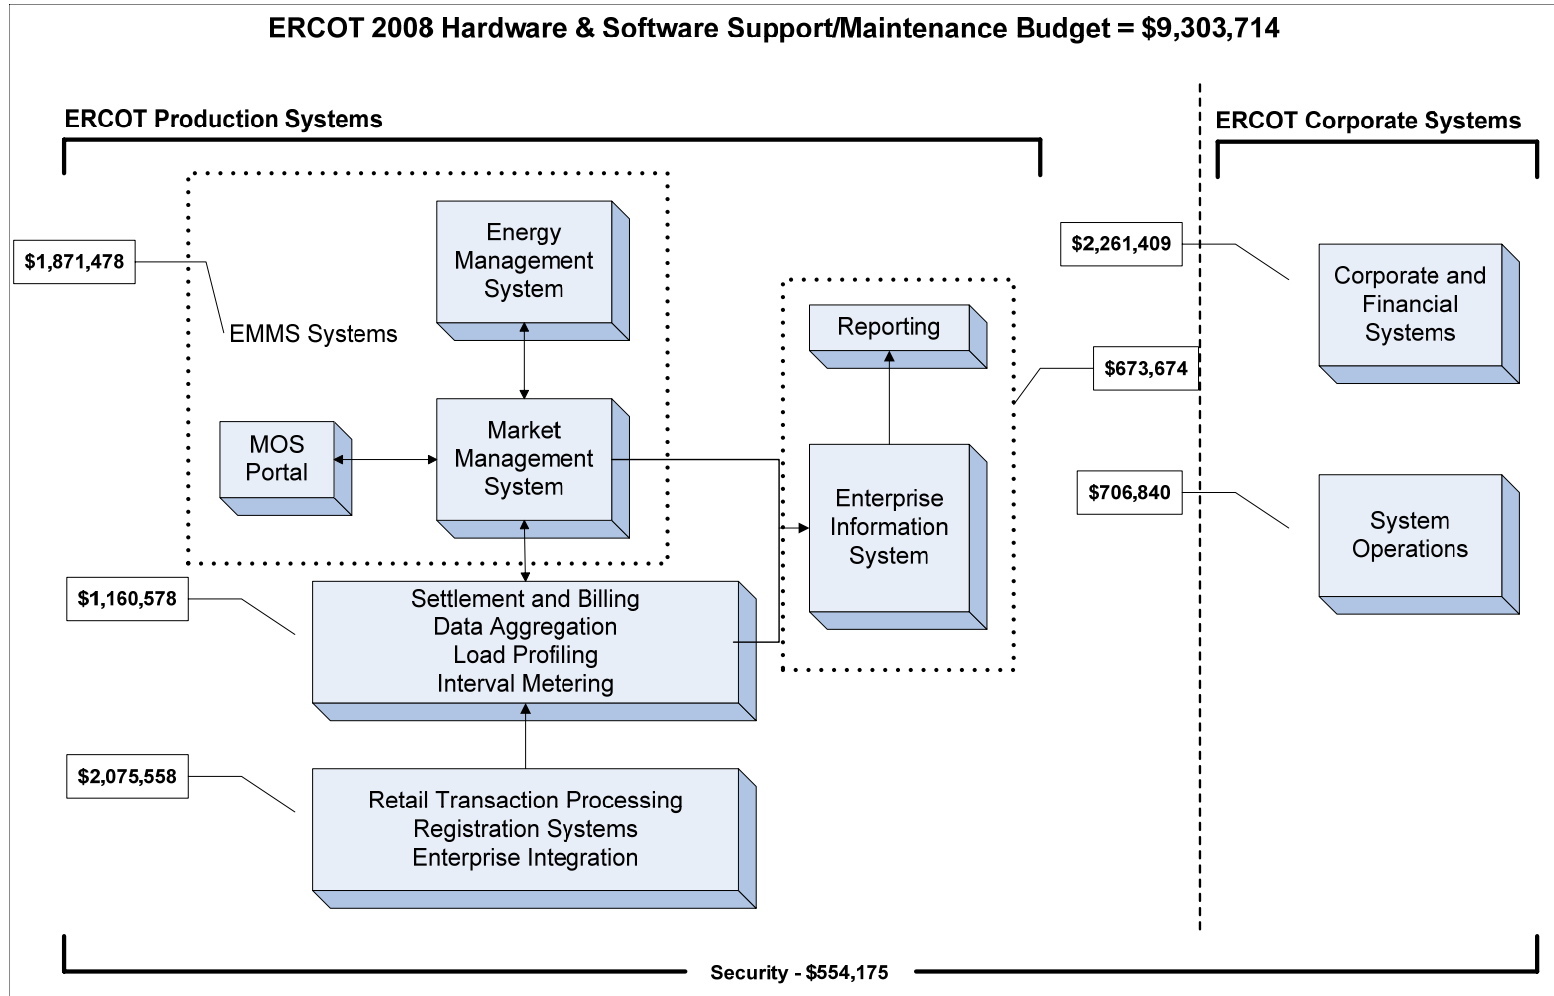 ERCOT 2008 Hardware & Software Support/Maintenance Budget = $9,303,714
ERCOT Production Systems
ERCOT Corporate Systems
$1,871,478
EMMS Systems
Energy
Management
System
MOS
Portal
Market
Management
System
Reporting
Enterprise
Information
System
$673,674
$2,261,409
Corporate and
Financial
Systems
$706,840
System
Operations
$1,160,578
Settlement and Billing
Data Aggregation
Load Profiling
Interval Metering
$2,075,558
Retail Transaction Processing
Registration Systems
Enterprise Integration
Security - $554,175